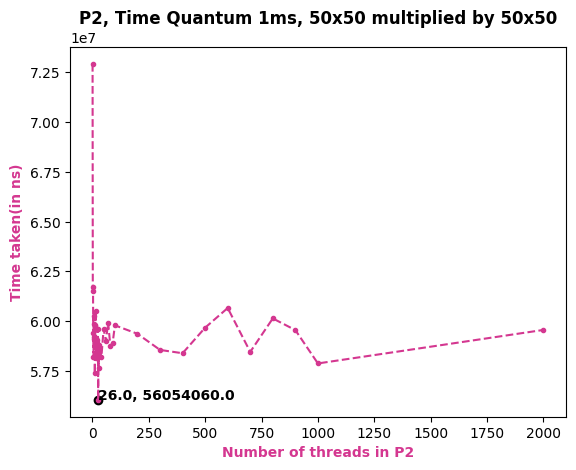 P2, Time Quantum 1ms, 50x50 multiplied by 50x50
1e7
7.25
7.00
6.75
6.50
6.25
6.00
5.75
26.0, 56054060.0
0 250 500 750 1000 1250 1500 1750 2000
Time taken(in ns)
Number of threads in P2